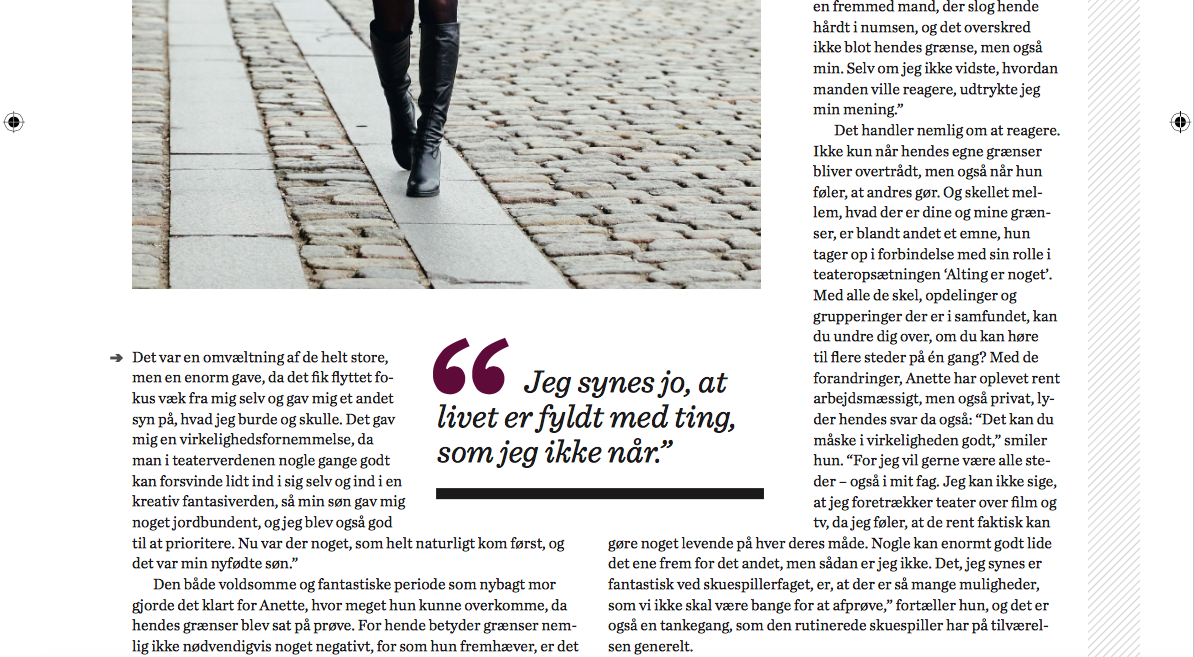 Det var en omvæltning af de helt store,
men en enorm gave, da det fik flyttet fo-
kus væk fra mig selv og gav mig et andet
syn på, hvad jeg burde og skulle. Det gav
mig en virkelighedsfornemmelse, da
man i teaterverdenen nogle gange godt
kan forsvinde lidt ind i sig selv og ind i en
kreativ fantasiverden, så min søn gav mig
noget jordbundent, og jeg blev også god
til at prioritere. Nu var der noget, som helt naturligt kom først, og
det var min nyfødte søn.”
Den både voldsomme og fantastiske periode som nybagt mor
gjorde det klart for Anette, hvor meget hun kunne overkomme, da
hendes grænser blev sat på prøve. For hende betyder grænser nem-
lig ikke nødvendigvis noget negativt, for som hun fremhæver, er det
“ Jeg synes jo, at
livet er fyldt med ting,
som jeg ikke når.”
en fremmed mand, der slog hende
hårdt i numsen, og det overskred
ikke blot hendes grænse, men også
min. Selv om jeg ikke vidste, hvordan
manden ville reagere, udtrykte jeg
min mening.”
Det handler nemlig om at reagere.
Ikke kun når hendes egne grænser
bliver overtrådt, men også når hun
føler, at andres gør. Og skellet mel-
lem, hvad der er dine og mine græn-
ser, er blandt andet et emne, hun
tager op i forbindelse med sin rolle i
teateropsætningen ‘Alting er noget’.
Med alle de skel, opdelinger og
grupperinger der er i samfundet, kan
du undre dig over, om du kan høre
til flere steder på én gang? Med de
forandringer, Anette har oplevet rent
arbejdsmæssigt, men også privat, ly-
der hendes svar da også: “Det kan du
måske i virkeligheden godt,” smiler
hun. “For jeg vil gerne være alle ste-
der – også i mit fag. Jeg kan ikke sige,
at jeg foretrækker teater over film og
tv, da jeg føler, at de rent faktisk kan
gøre noget levende på hver deres måde. Nogle kan enormt godt lide
det ene frem for det andet, men sådan er jeg ikke. Det, jeg synes er
fantastisk ved skuespillerfaget, er, at der er så mange muligheder,
som vi ikke skal være bange for at afprøve,” fortæller hun, og det er
også en tankegang, som den rutinerede skuespiller har på tilværel-
sen generelt.